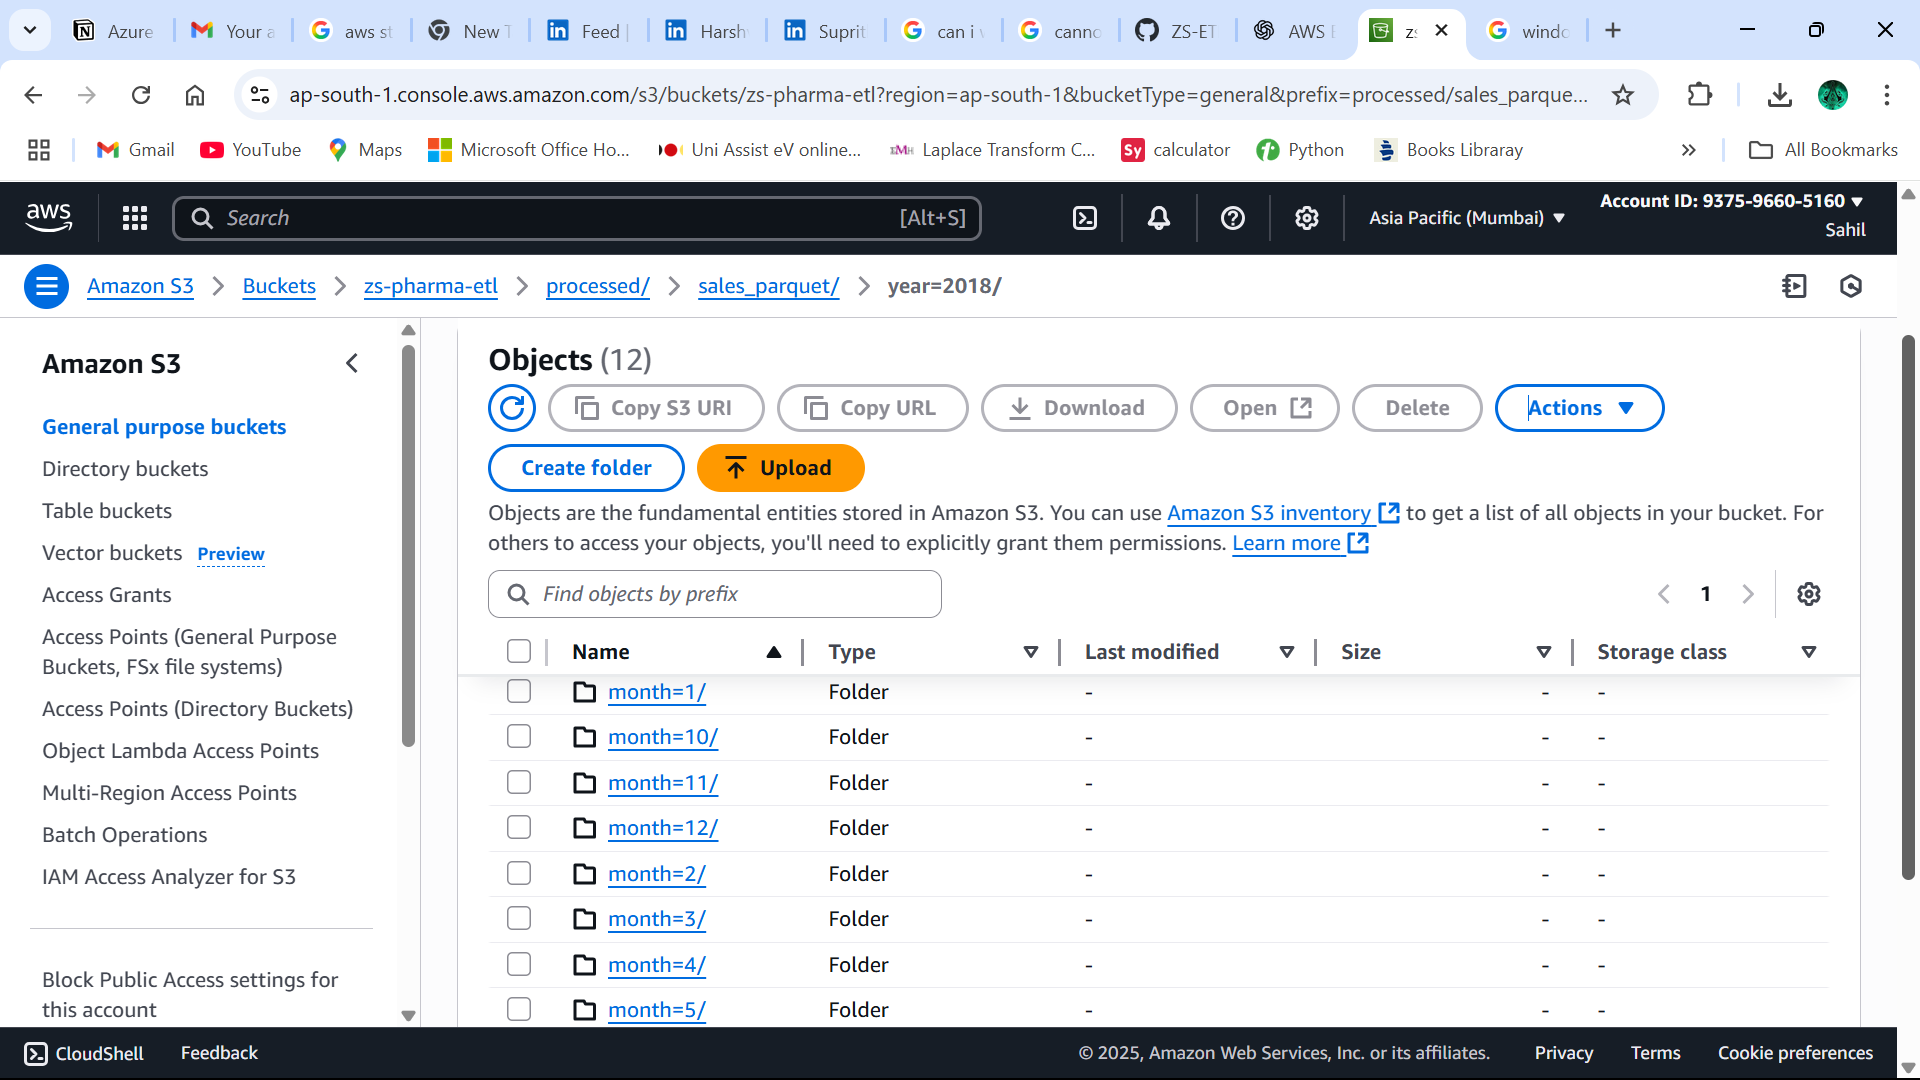 Azure
Your a
aws st
New T
Feed
Harsh
Suprit
can i v
canno
ZS-ET
AWS E
zs
windo
ap-south-1.console.aws.amazon.com/s3/buckets/zs-pharma-etl?region=ap-south-1&bucketType=general&prefix=processed/sales_parque...
Gmail
YouTube
Maps
Microsoft Office Ho...
Uni Assist eV online...
Laplace Transform C...
Sy calculator
Python
Books Libraray
All Bookmarks
aws
Search [Alt+S]
Asia Pacific (Mumbai)
Account ID: 9375-9660-5160
Sahil
Amazon S3 > Buckets > zs-pharma-etl > processed/ > sales_parquet/ > year=2018/
Amazon S3
General purpose buckets
Directory buckets
Table buckets
Vector buckets Preview
Access Grants
Access Points (General Purpose
Buckets, FSx file systems)
Access Points (Directory Buckets)
Object Lambda Access Points
Multi-Region Access Points
Batch Operations
IAM Access Analyzer for S3
Block Public Access settings for
this account
Objects (12)
Copy S3 URI
Copy URL
Download
Open
Delete
Actions
Create folder
Upload
Objects are the fundamental entities stored in Amazon S3. You can use Amazon S3 inventory to get a list of all objects in your bucket. For
others to access your objects, you'll need to explicitly grant them permissions. Learn more
Find objects by prefix
1
Name Type Last modified Size Storage class
month=1/ Folder - - -
month=10/ Folder - - -
month=11/ Folder - - -
month=12/ Folder - - -
month=2/ Folder - - -
month=3/ Folder - - -
month=4/ Folder - - -
month=5/ Folder - - -
CloudShell
Feedback
© 2025, Amazon Web Services, Inc. or its affiliates.
Privacy
Terms
Cookie preferences